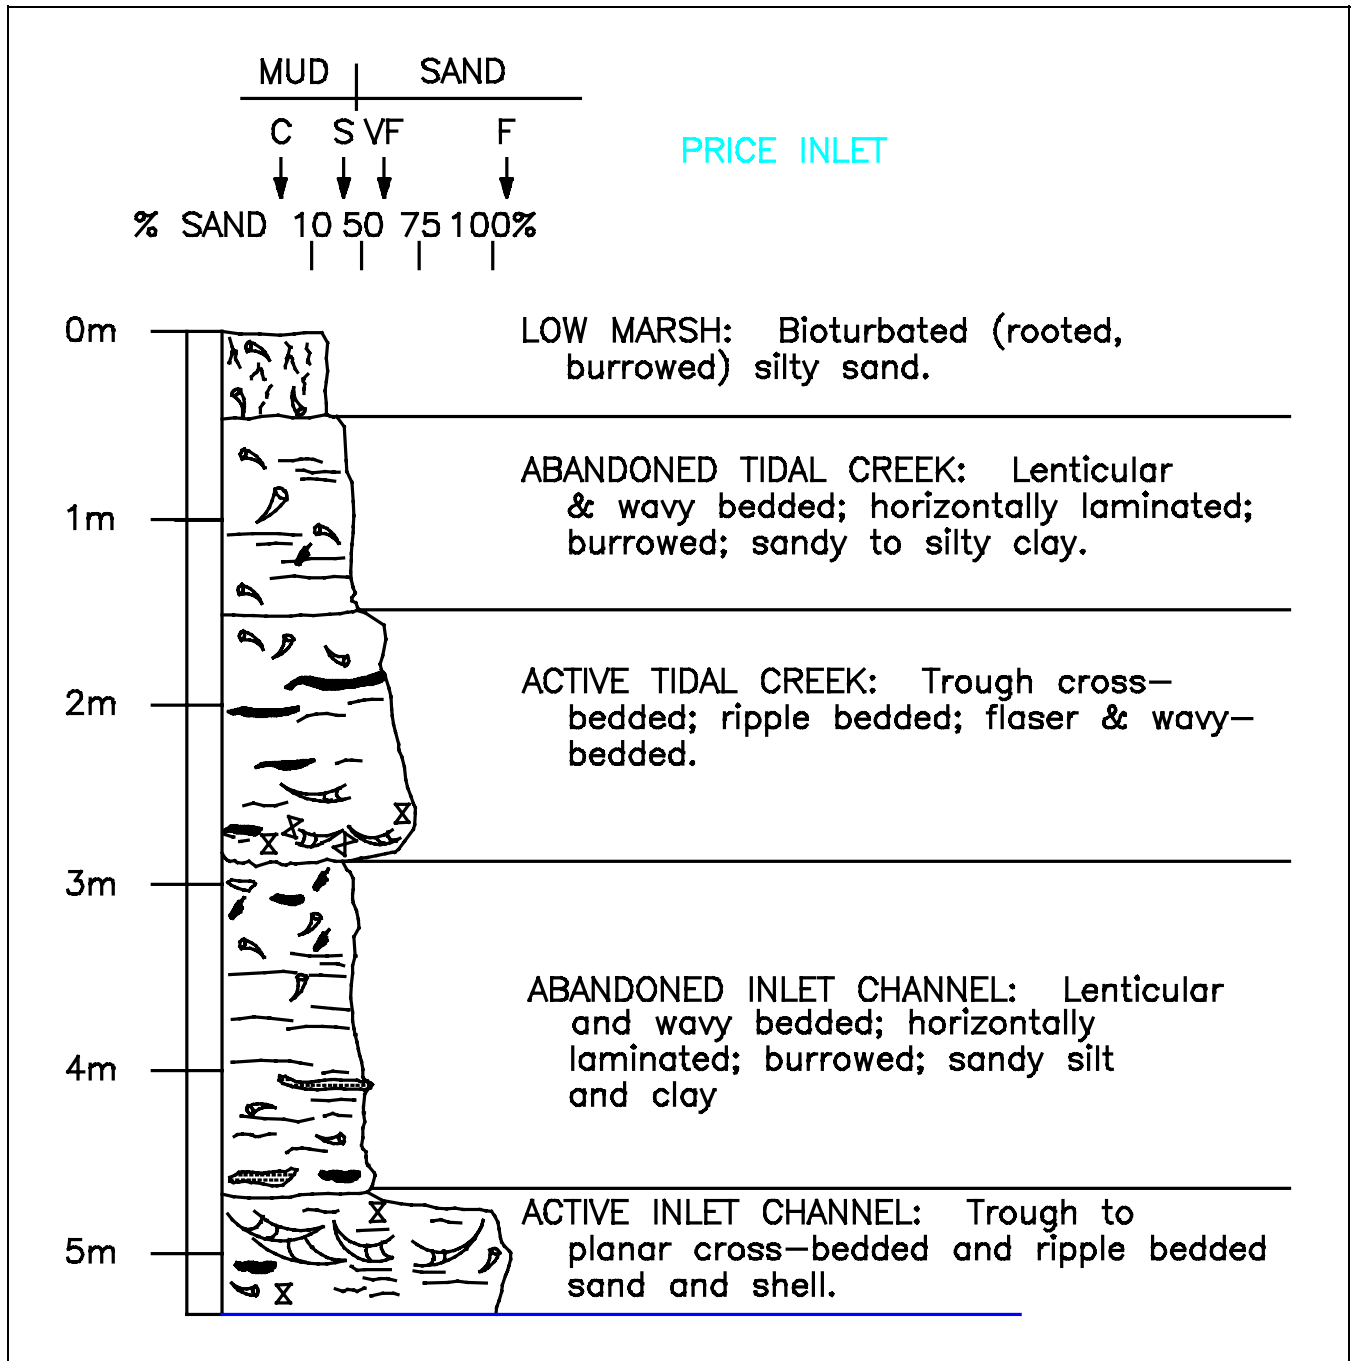 MUD SAND
C S VF F
PRICE INLET
% SAND 10 50 75 100%
0m
LOW MARSH: Bioturbated (rooted,
burrowed) silty sand.
ABANDONED TIDAL CREEK: Lenticular
& wavy bedded; horizontally laminated;
1m
burrowed; sandy to silty clay.
ACTIVE TIDAL CREEK: Trough cross-
2m
bedded; ripple bedded; flaser & wavy-
bedded.
3m
ABANDONED INLET CHANNEL: Lenticular
and wavy bedded; horizontally
laminated; burrowed; sandy silt
4m
and clay
ACTIVE INLET CHANNEL: Trough to
5m
planar cross-bedded and ripple bedded
sand and shell.